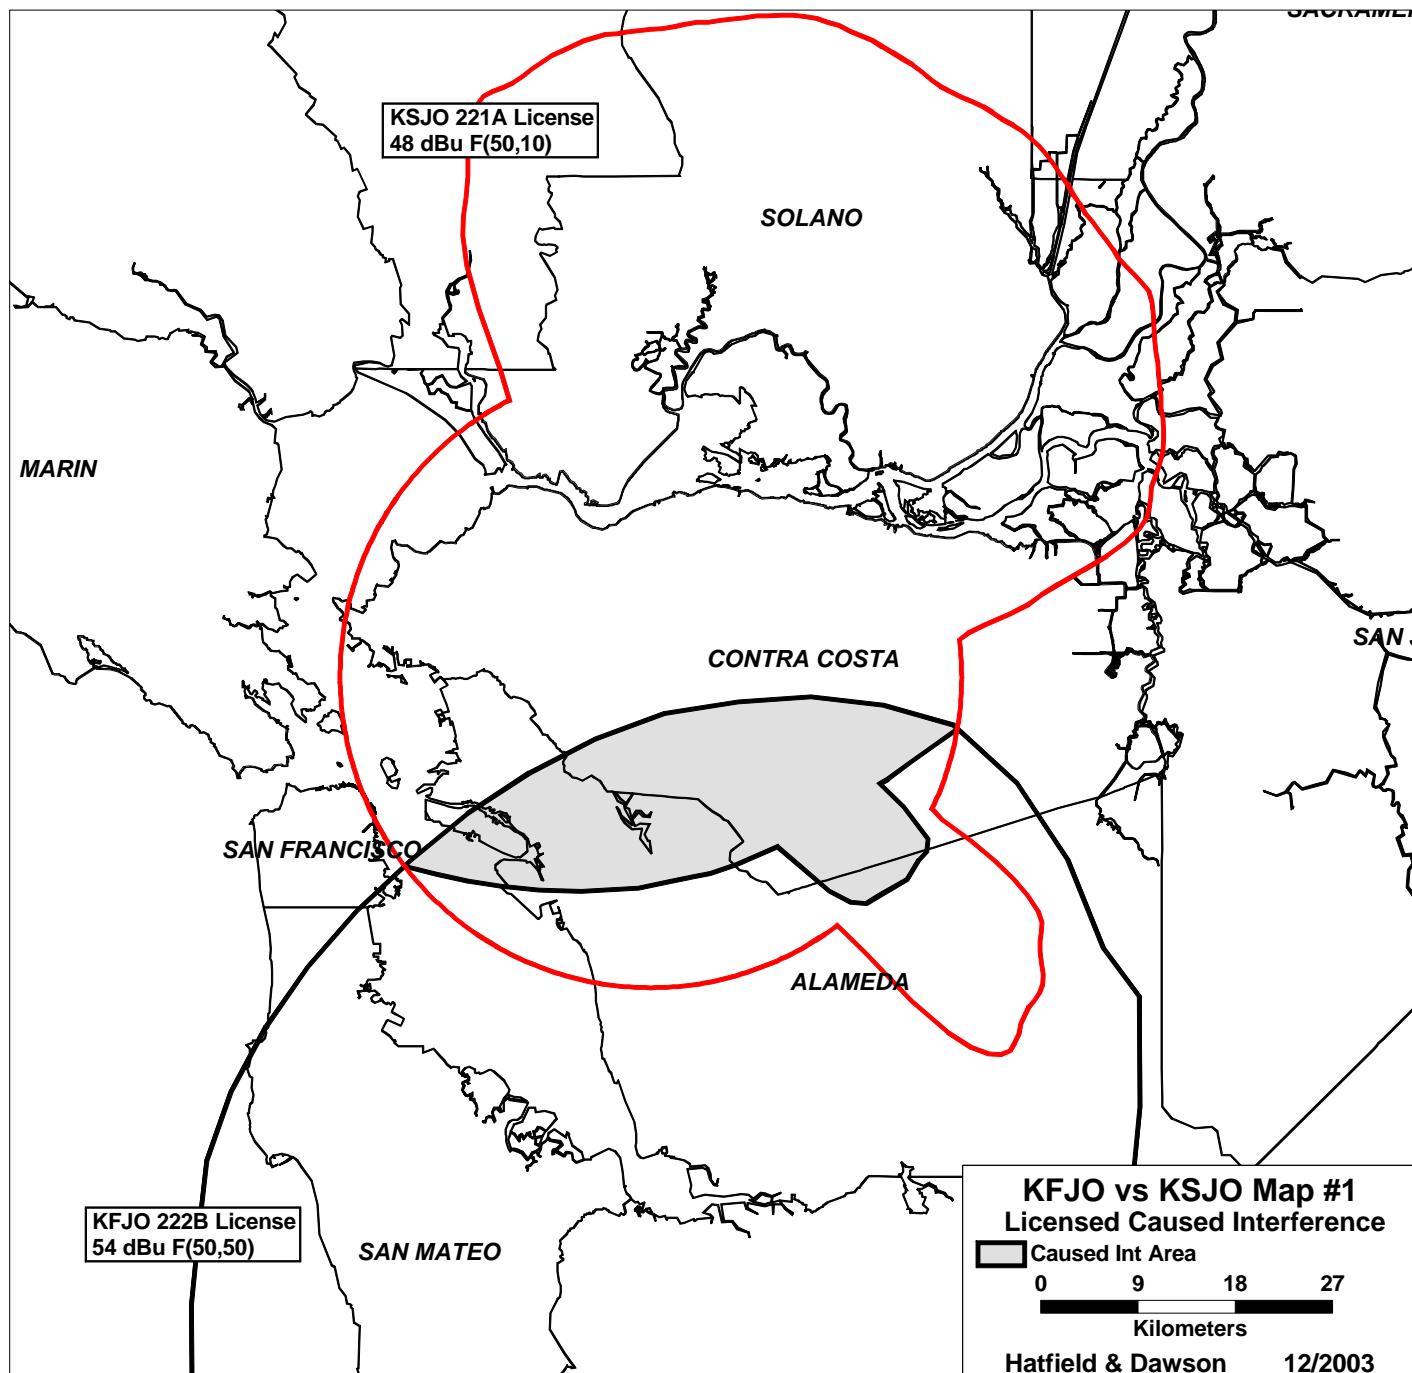 SACRAMEN
KSJO 221A License
48 dBu F(50,10)
SOLANO
MARIN
SAN J
CONTRA COSTA
SAN FRANCISCO
ALAMEDA
KFJO 222B License
54 dBu F(50,50)
SAN MATEO
KFJO vs KSJO Map #1
Licensed Caused Interference
Caused Int Area
0 9 18 27
Kilometers
Hatfield & Dawson 12/2003